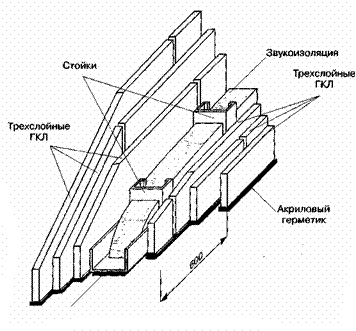 Звукоизоляция
Стойки
Трехслойные
ГКЛ
Трехслойные
ГКЛ
Акриловый
герметик
600